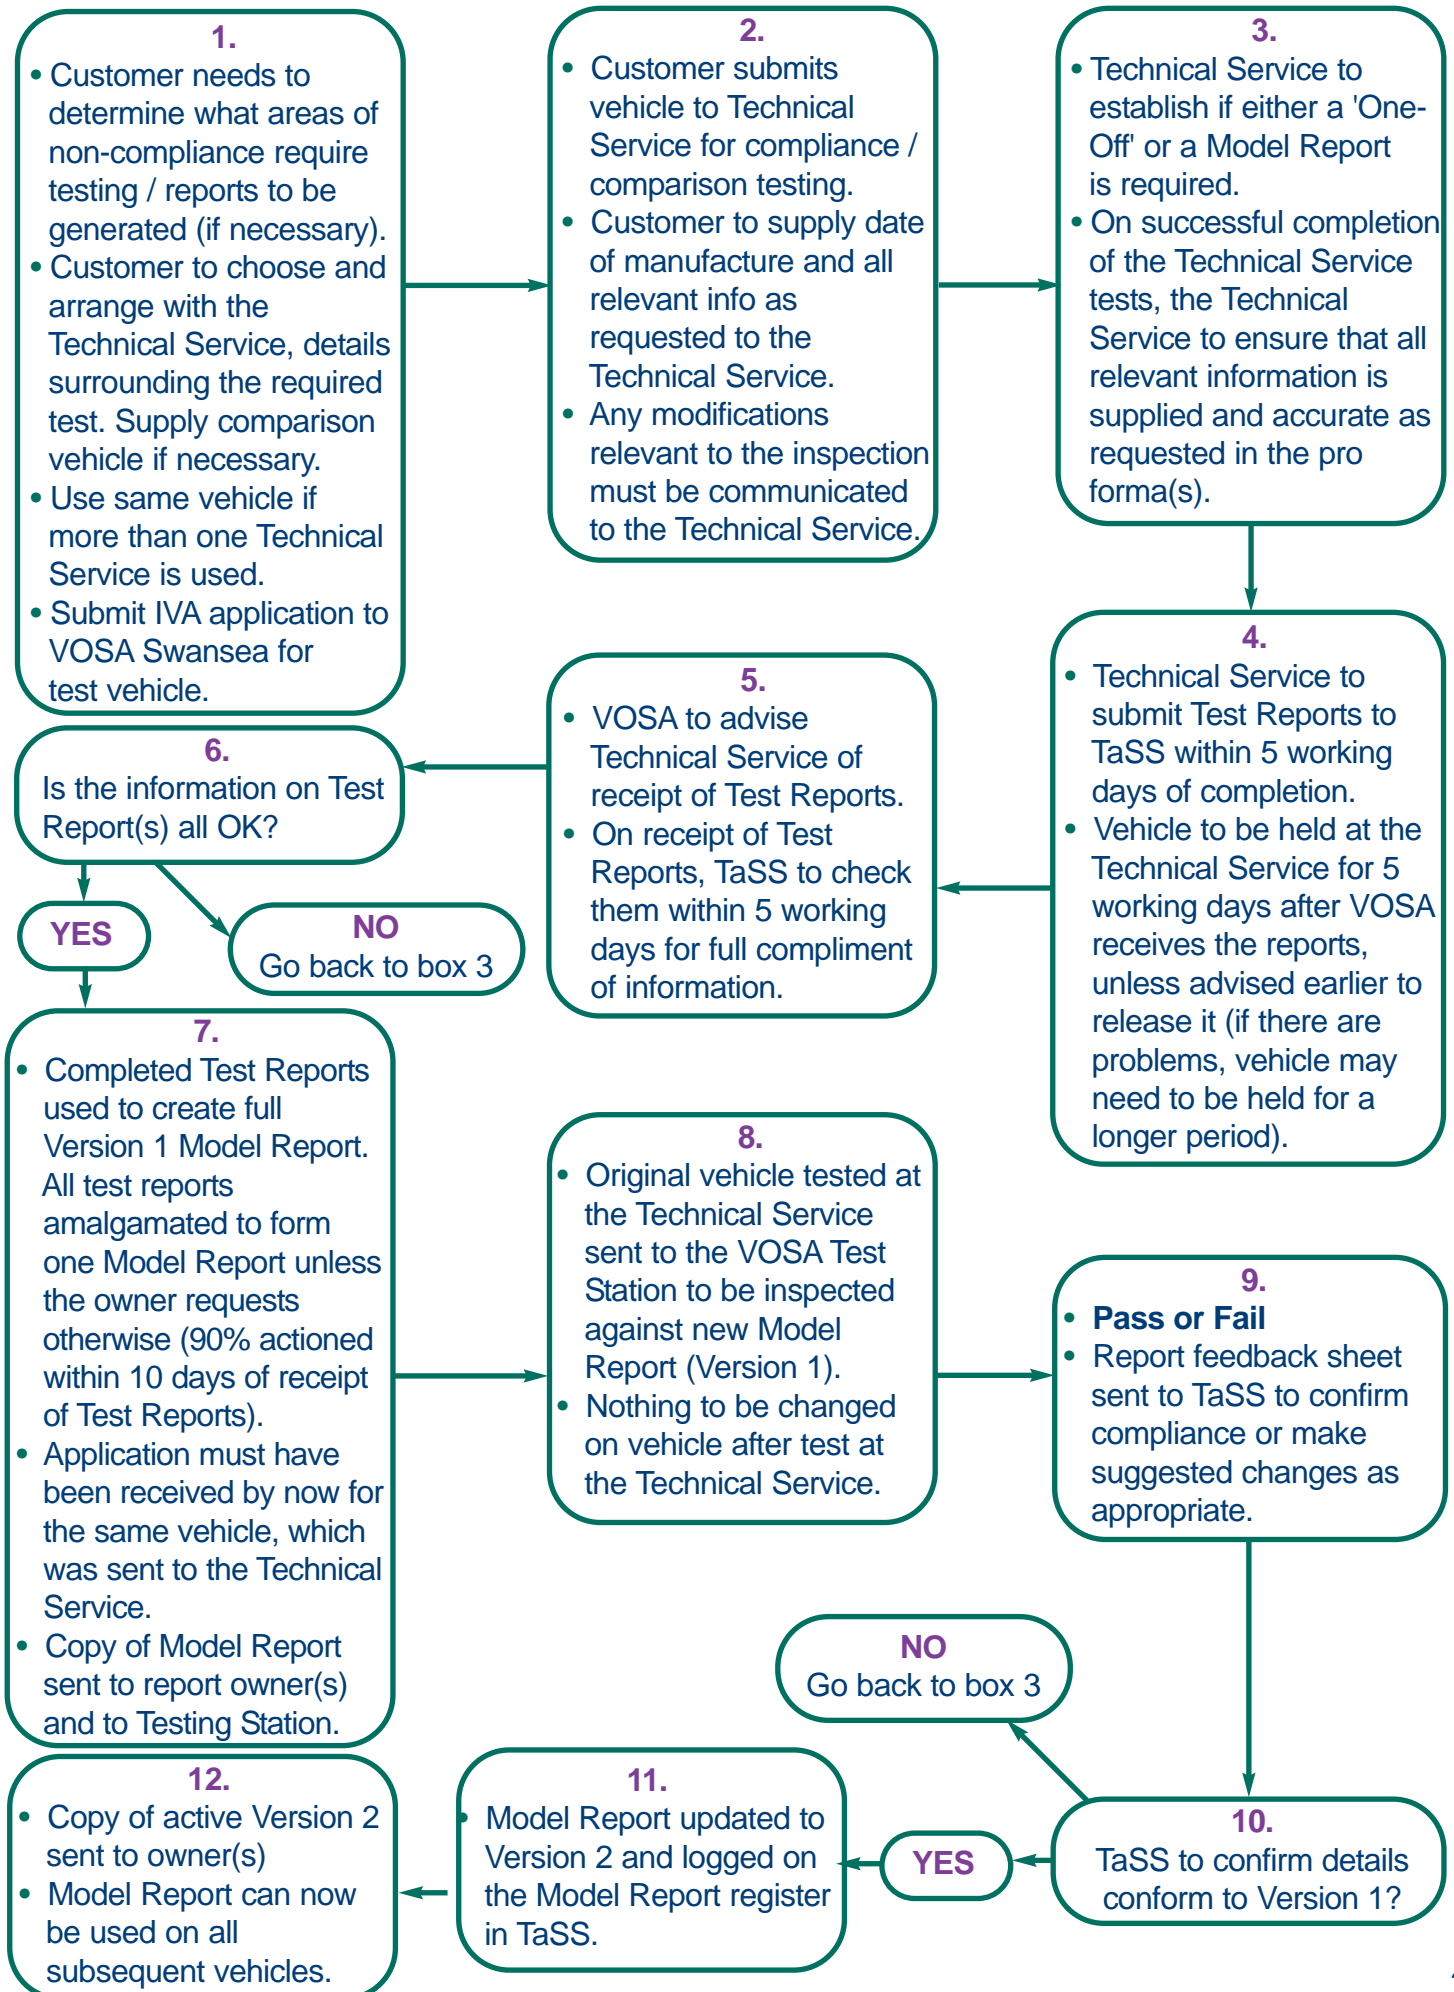 1.
• Customer needs to
determine what areas of
non-compliance require
testing / reports to be
generated (if necessary).
• Customer to choose and
arrange with the
Technical Service, details
surrounding the required
test. Supply comparison
vehicle if necessary.
• Use same vehicle if
more than one Technical
Service is used.
• Submit IVA application to
VOSA Swansea for
test vehicle.
2.
• Customer submits
vehicle to Technical
Service for compliance /
comparison testing.
• Customer to supply date
of manufacture and all
relevant info as
requested to the
Technical Service.
• Any modifications
relevant to the inspection
must be communicated
to the Technical Service.
3.
• Technical Service to
establish if either a 'One-
Off' or a Model Report
is required.
• On successful completion
of the Technical Service
tests, the Technical
Service to ensure that all
relevant information is
supplied and accurate as
requested in the pro
forma(s).
4.
• Technical Service to
submit Test Reports to
TaSS within 5 working
days of completion.
• Vehicle to be held at the
Technical Service for 5
working days after VOSA
receives the reports,
unless advised earlier to
release it (if there are
problems, vehicle may
need to be held for a
longer period).
5.
• VOSA to advise
Technical Service of
receipt of Test Reports.
• On receipt of Test
Reports, TaSS to check
them within 5 working
days for full compliment
of information.
6.
Is the information on Test
Report(s) all OK?
YES
NO
Go back to box 3
7.
• Completed Test Reports
used to create full
Version 1 Model Report.
All test reports
amalgamated to form
one Model Report unless
the owner requests
otherwise (90% actioned
within 10 days of receipt
of Test Reports).
• Application must have
been received by now for
the same vehicle, which
was sent to the Technical
Service.
• Copy of Model Report
sent to report owner(s)
and to Testing Station.
8.
• Original vehicle tested at
the Technical Service
sent to the VOSA Test
Station to be inspected
against new Model
Report (Version 1).
• Nothing to be changed
on vehicle after test at
the Technical Service.
9.
• Pass or Fail
• Report feedback sheet
sent to TaSS to confirm
compliance or make
suggested changes as
appropriate.
10.
TaSS to confirm details
conform to Version 1?
NO
Go back to box 3
YES
11.
• Model Report updated to
Version 2 and logged on
the Model Report register
in TaSS.
12.
• Copy of active Version 2
sent to owner(s)
• Model Report can now
be used on all
subsequent vehicles.